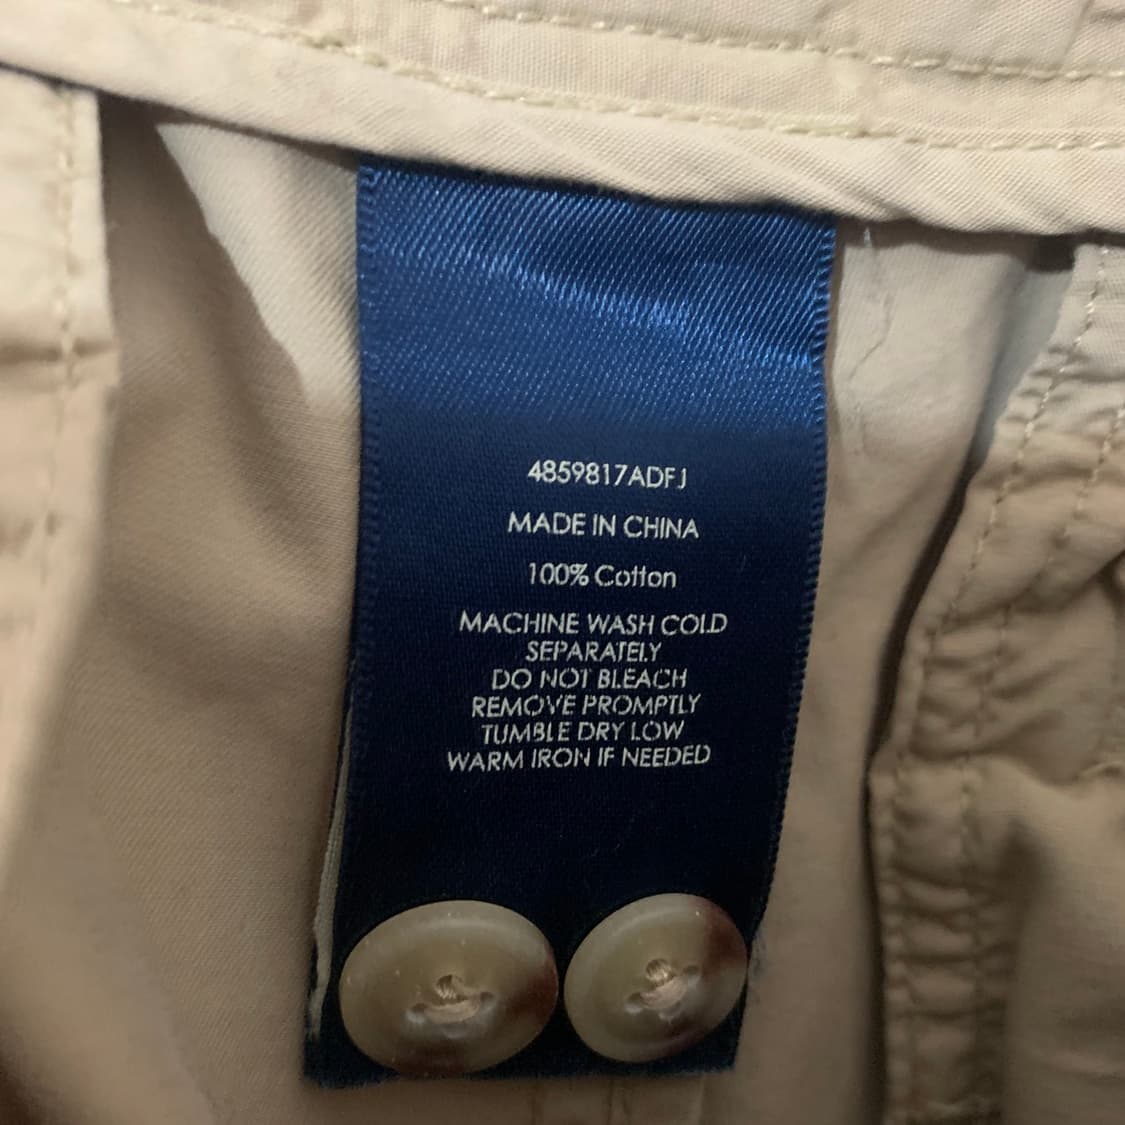 4859817ADFJ
MADE IN CHINA
100% Cotton
MACHINE WASH COLD
SEPARATELY
DO NOT BLEACH
REMOVE PROMPTLY
TUMBLE DRY LOW
WARM IRON IF NEEDED